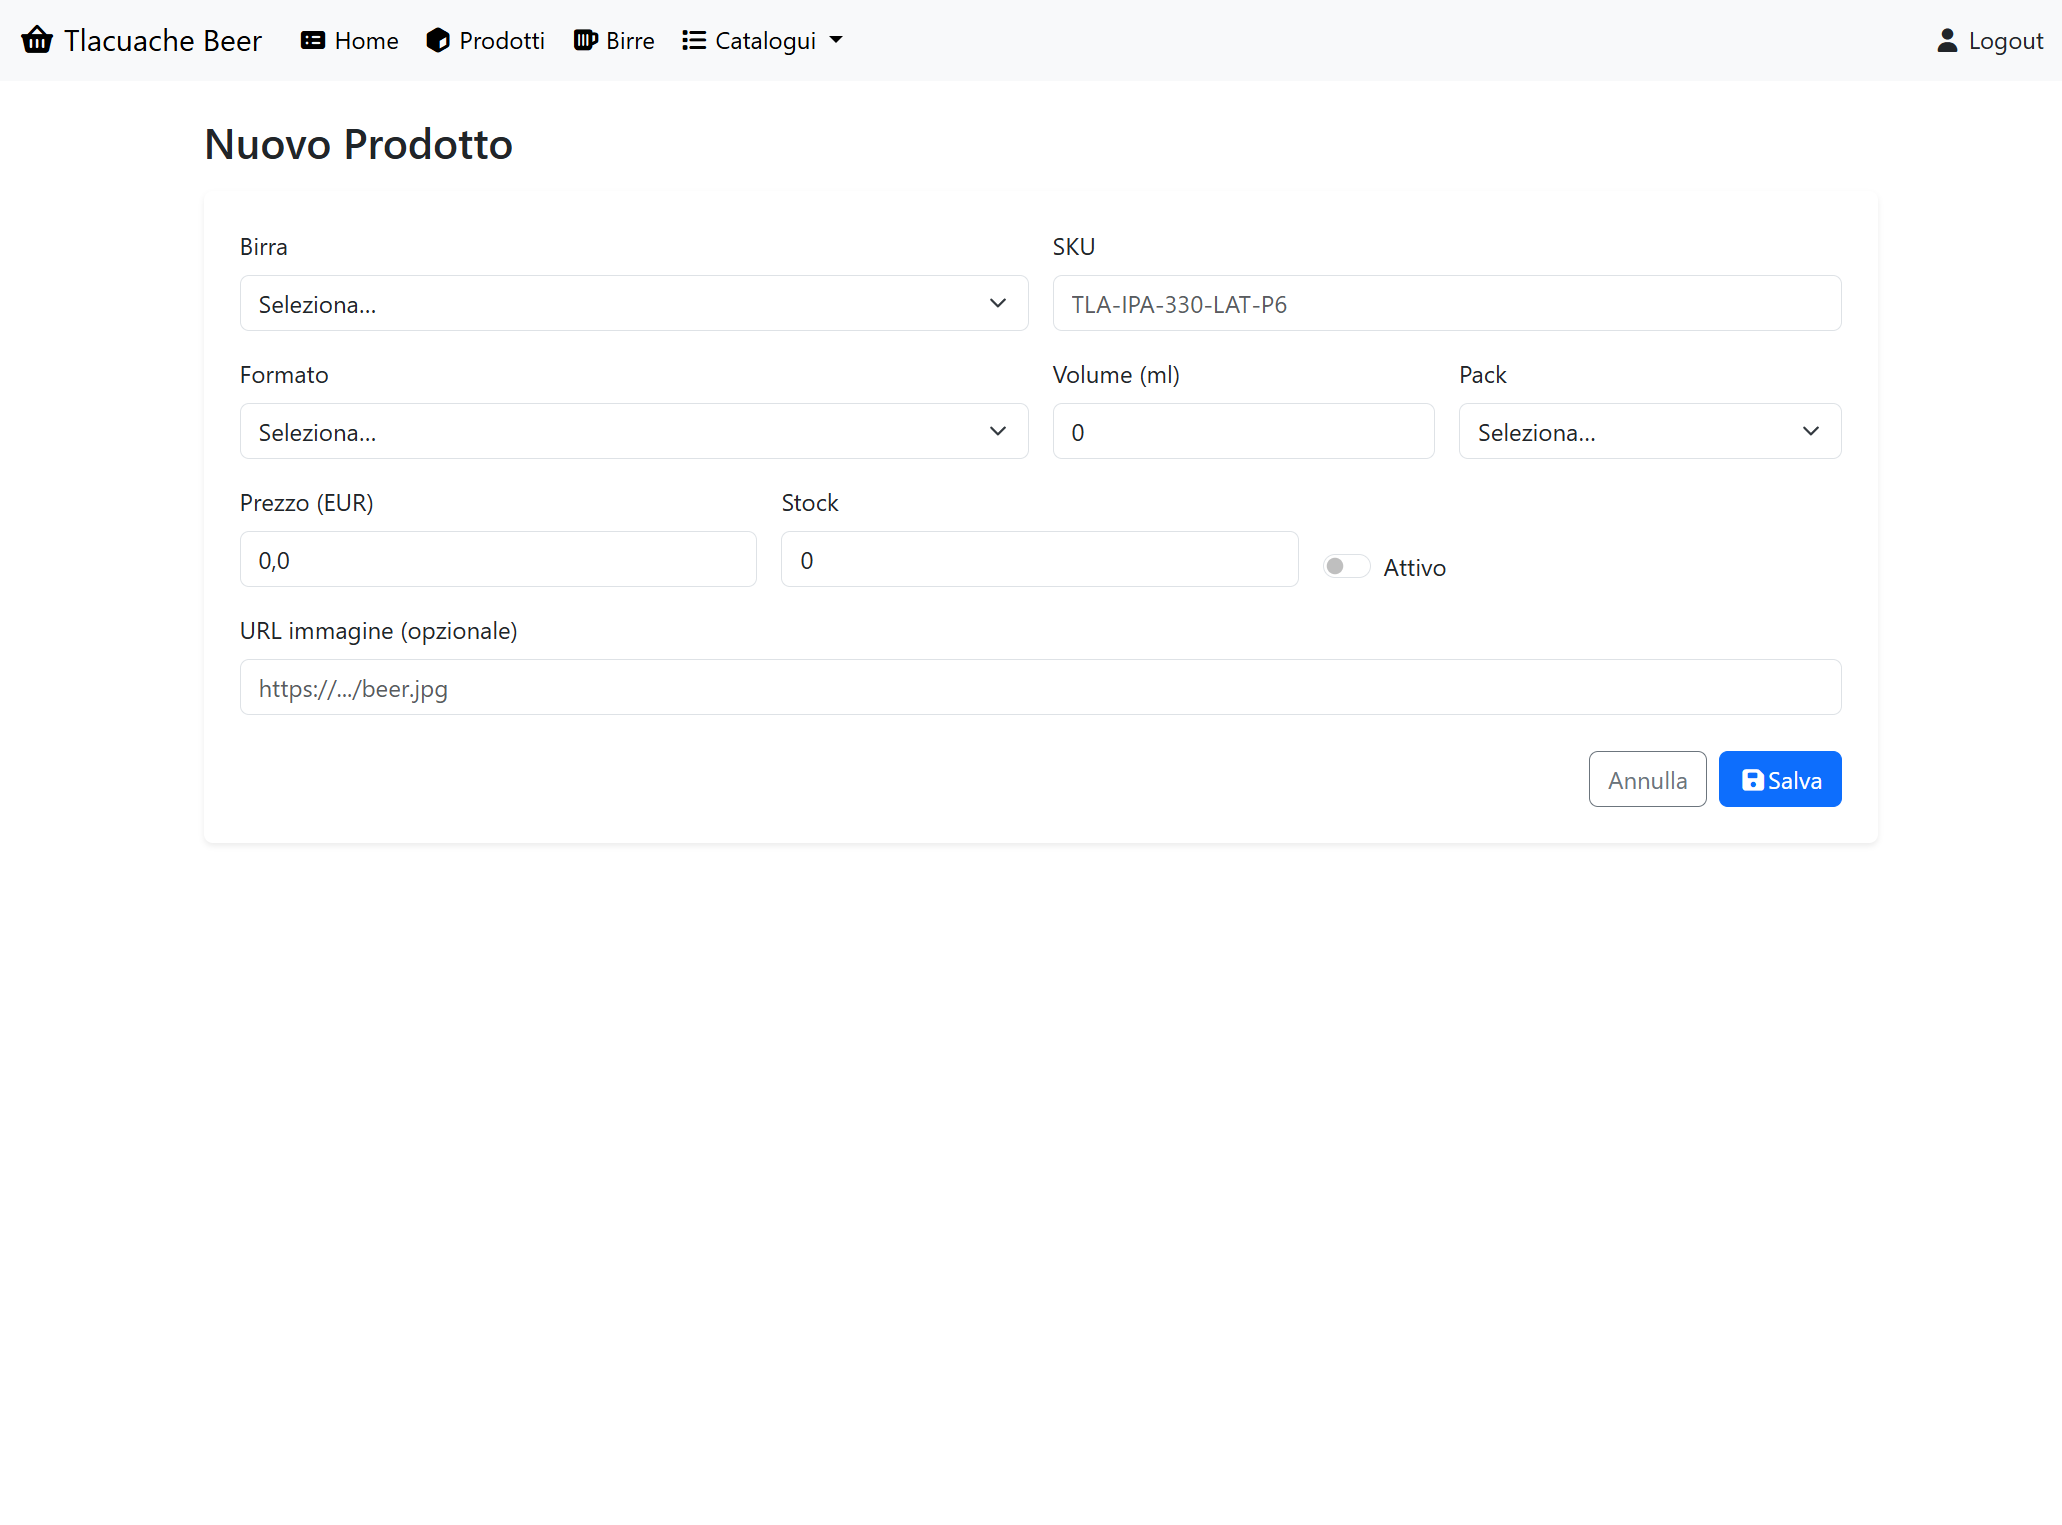 Tlacuache Beer Home Prodotti Birre Catalogui Logout
Nuovo Prodotto
Birra SKU
Seleziona... TLA-IPA-330-LAT-P6
Formato Volume (ml) Pack
Seleziona... 0 Seleziona...
Prezzo (EUR) Stock
0,0 0 Attivo
URL immagine (opzionale)
https://.../beer.jpg
Annulla Salva